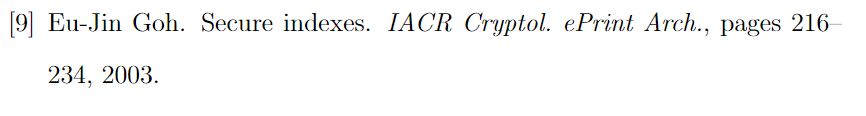 [9] Eu-Jin Goh. Secure indexes. IACR Cryptol. ePrint Arch., pages 216–
234, 2003.